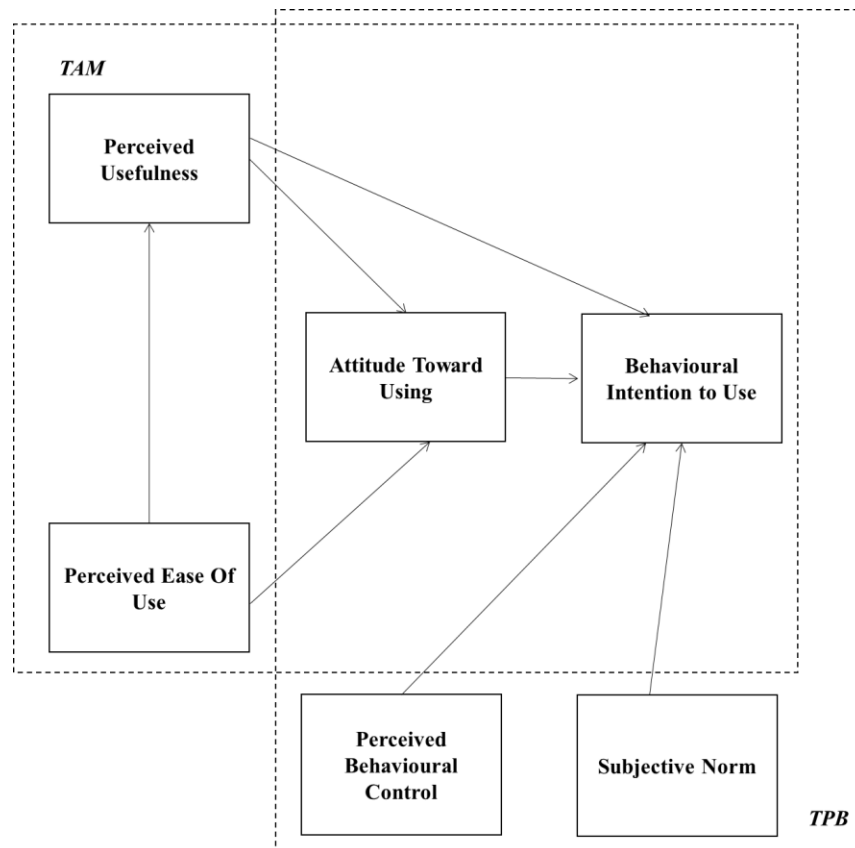 TAM
Perceived
Usefulness
Attitude Toward
Using
Behavioural
Intention to Use
Perceived Ease Of
Use
Perceived
Behavioural
Control
Subjective Norm
TPB